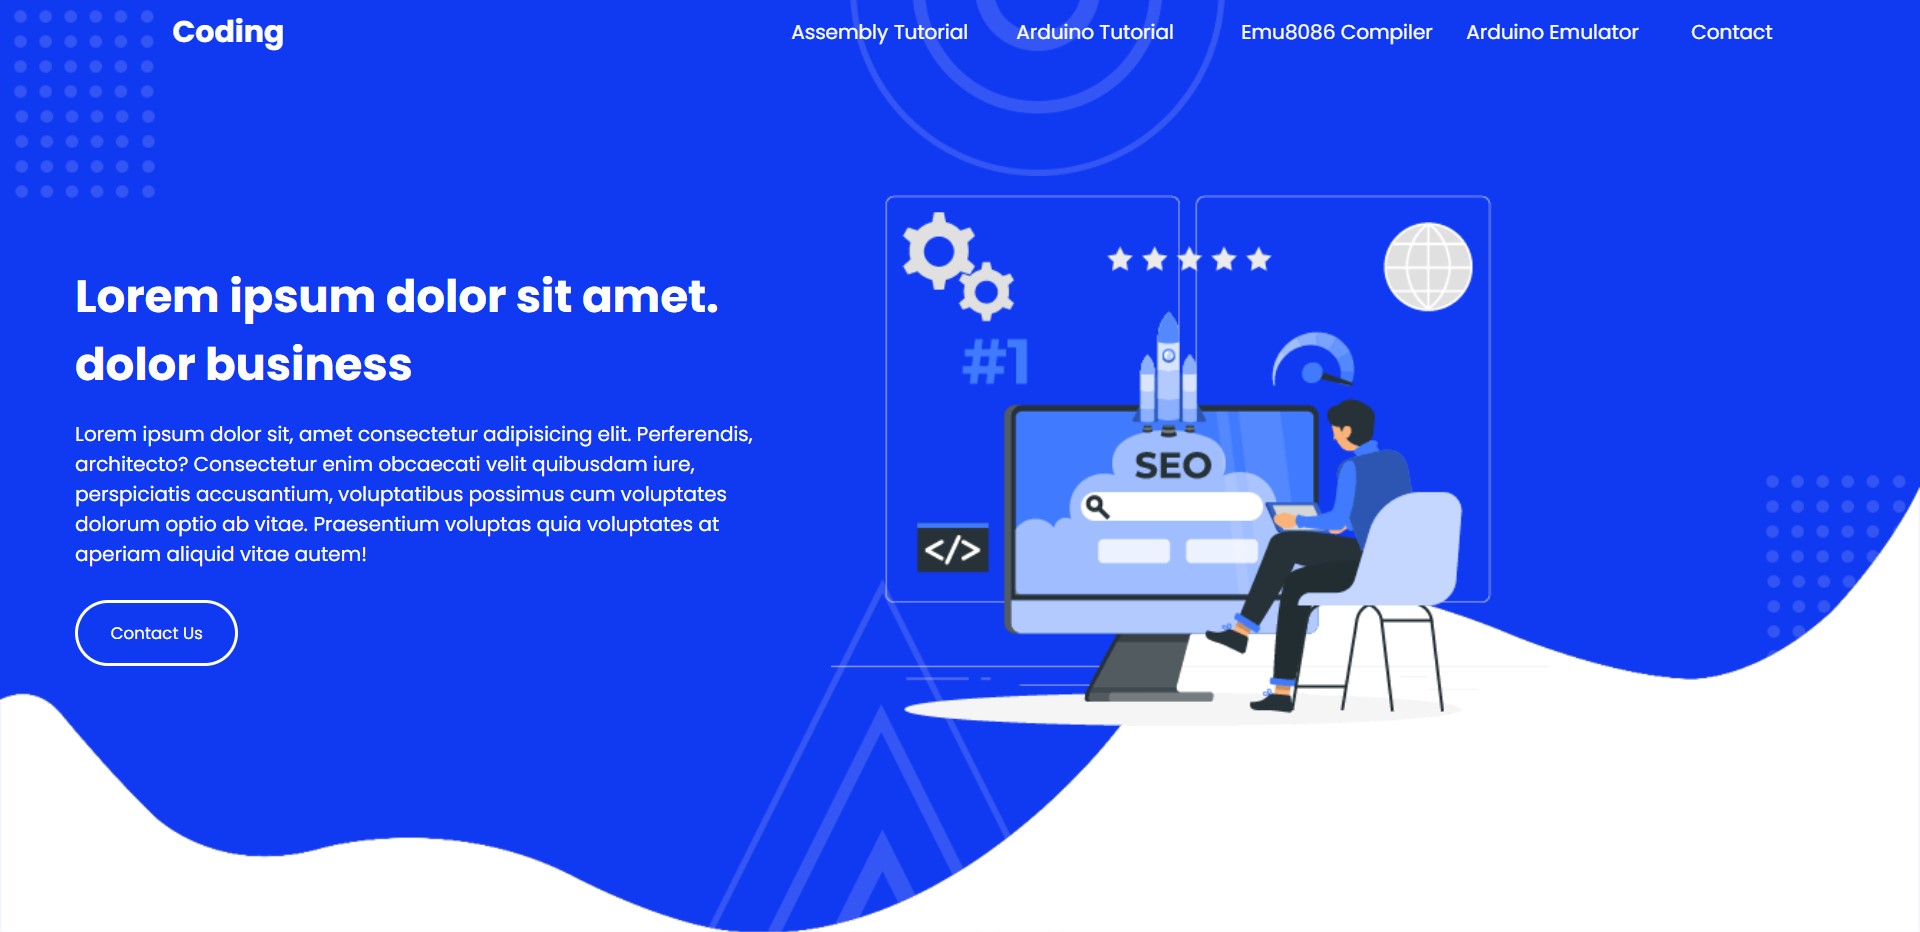 Coding
Assembly Tutorial
Arduino Tutorial
Emu8086 Compiler
Arduino Emulator
Contact
Lorem ipsum dolor sit amet.
dolor business
Lorem ipsum dolor sit, amet consectetur adipisicing elit. Perferendis,
architecto? Consectetur enim obcaecati velit quibusdam iure,
perspiciatis accusantium, voluptatibus possimus cum voluptates
dolorum optio ab vitae. Praesentium voluptas quia voluptates at
aperiam aliquid vitae autem!
Contact Us
#1
SEO
</>